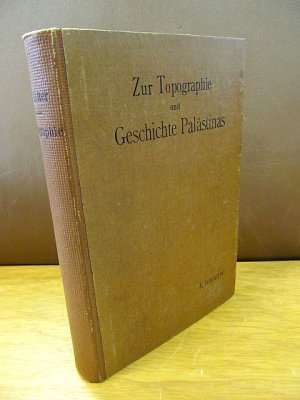 Zur Topographie
und
Geschichte Palästinas